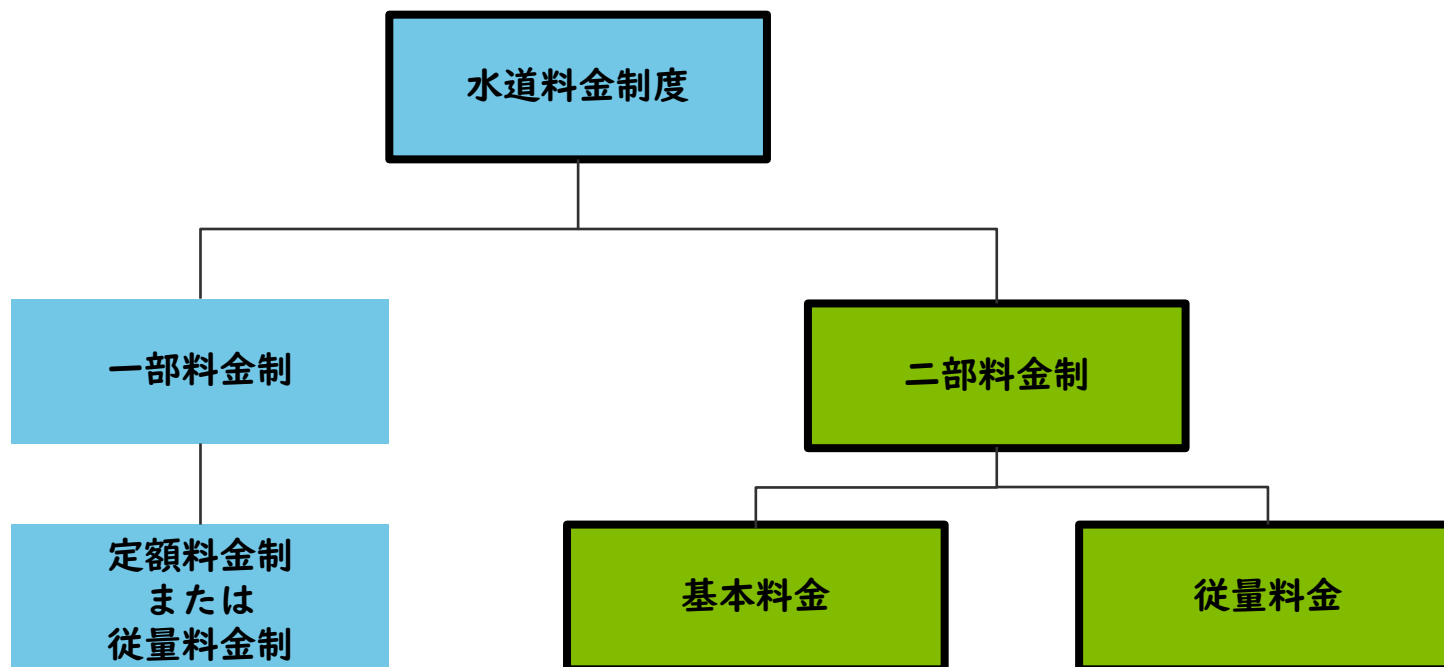 水道料金制度
一部料金制
二部料金制
定額料金制
または
従量料金制
基本料金
従量料金